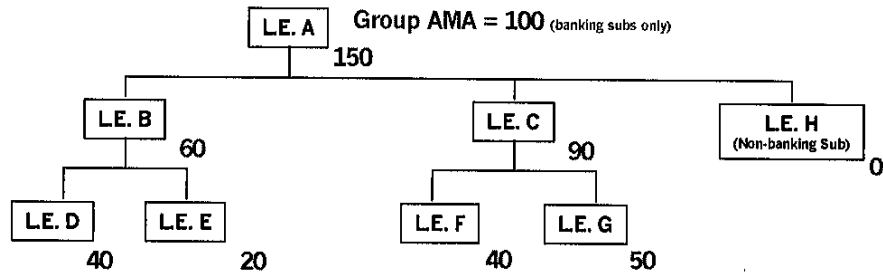 L.E. A
Group AMA = 100 (banking subs only)
150
L.E. B
L.E. C
L.E. H
(Non-banking Sub)
60
90
0
L.E. D
L.E. E
L.E. F
L.E. G
40
20
40
50